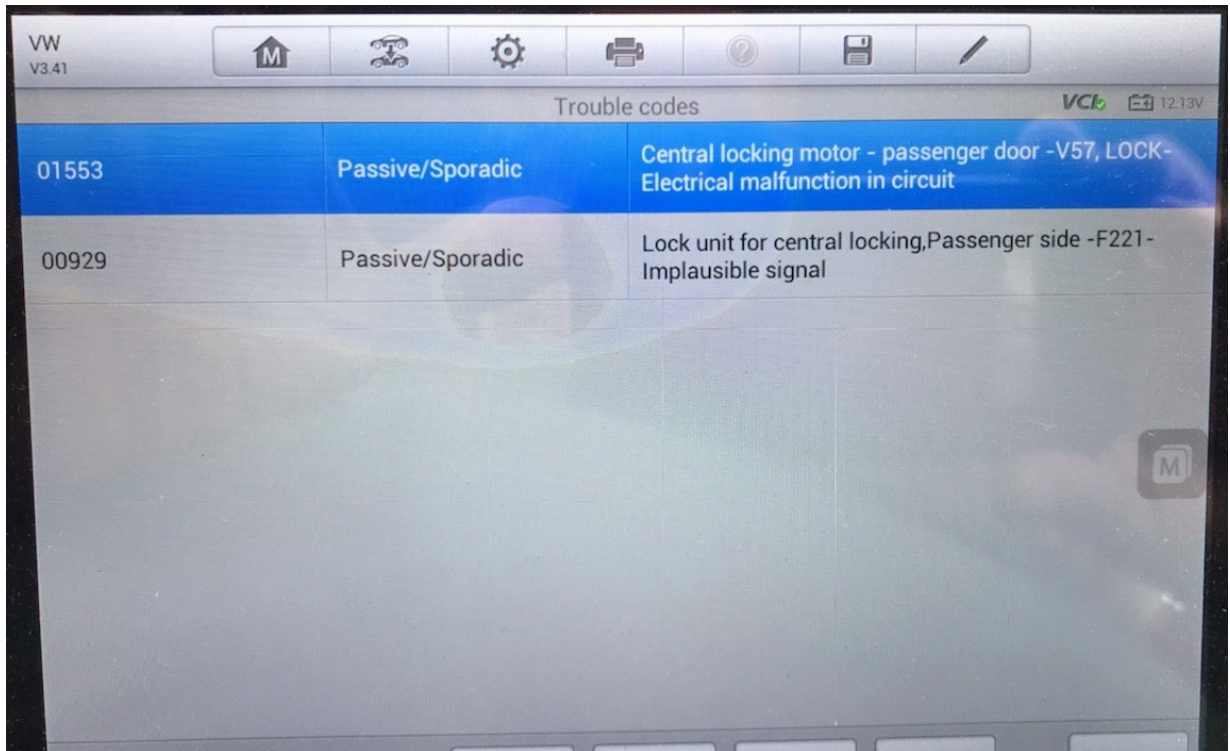 VW
V3.41
M
Trouble codes
VCI
12.13V
01553
Passive/Sporadic
Central locking motor - passenger door -V57, LOCK-
Electrical malfunction in circuit
00929
Passive/Sporadic
Lock unit for central locking,Passenger side -F221-
Implausible signal
M